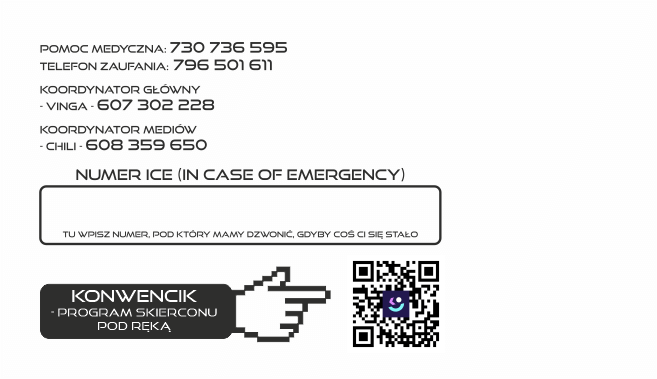 POMOC MEDYCZNA: 730 736 595
TELEFON ZAUFANIA: 796 501 611
KOORDYNATOR GŁÓWNY
- VINGA - 607 302 228
KOORDYNATOR MEDIÓW
- CHILI - 608 359 650
NUMER ICE (IN CASE OF EMERGENCY)
TU WPISZ NUMER, POD KTÓRY MAMY DZWONIĆ, GDYBY COŚ CI SIĘ STAŁO
KONWENCIK
- PROGRAM SKIERCONU
POD RĘKĄ